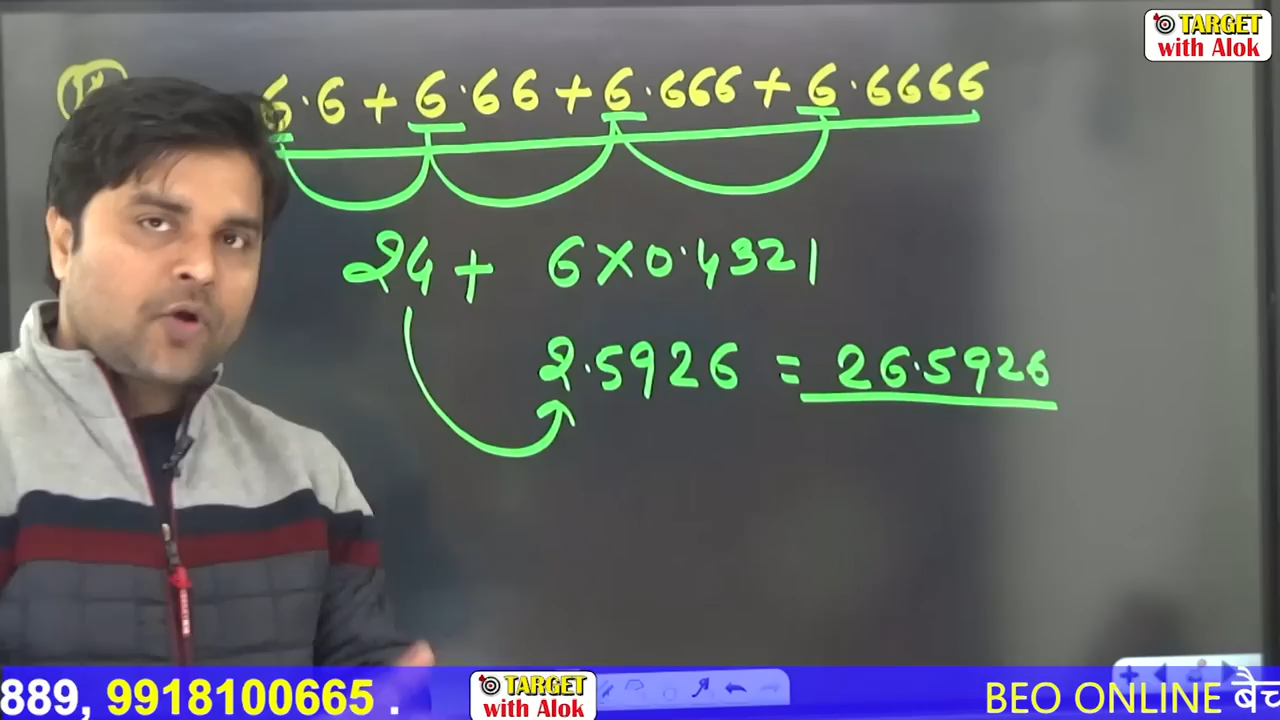 TARGET
with Alok
6.6 + 6.66 + 6.666 + 6.6666
24 + 6×0.4321
2.5926 = 26.5926
889, 9918100665 .
TARGET
with Alok
BEO ONLINE